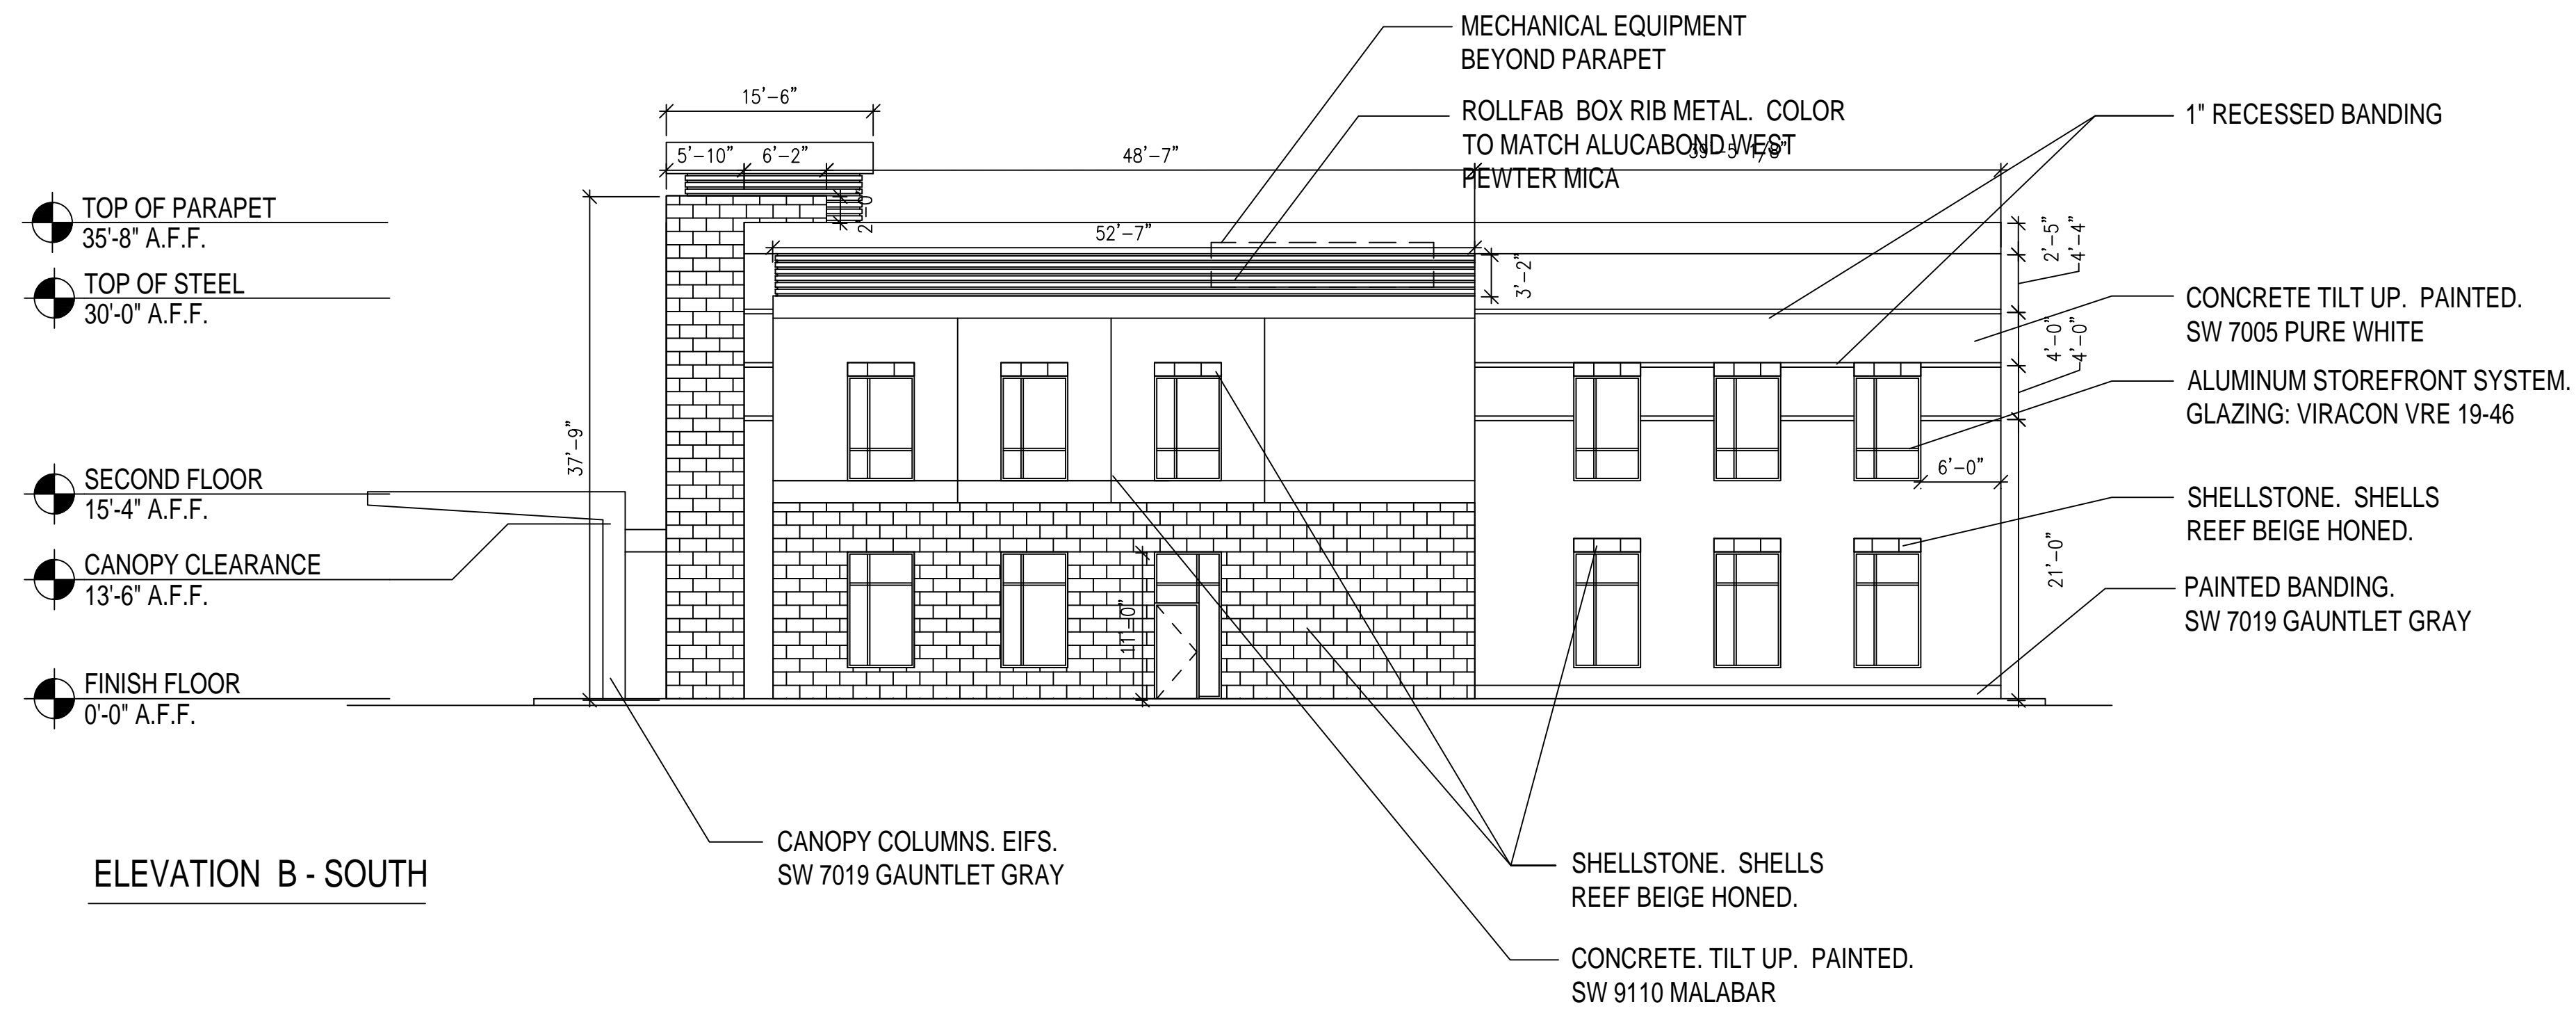 MECHANICAL EQUIPMENT
BEYOND PARAPET
ROLLFAB BOX RIB METAL. COLOR
TO MATCH ALUCABOND WEST
PEWTER MICA
1" RECESSED BANDING
15'-6"
5'-10"
6'-2"
48'-7"
39'-5 1/8"
TOP OF PARAPET
35'-8" A.F.F.
TOP OF STEEL
30'-0" A.F.F.
SECOND FLOOR
15'-4" A.F.F.
CANOPY CLEARANCE
13'-6" A.F.F.
FINISH FLOOR
0'-0" A.F.F.
37'-9"
2'-0"
52'-7"
3'-2"
11'-0"
2'-5"
4'-4"
4'-0"
4'-0"
6'-0"
21'-0"
CONCRETE TILT UP. PAINTED.
SW 7005 PURE WHITE
ALUMINUM STOREFRONT SYSTEM.
GLAZING: VIRACON VRE 19-46
SHELLSTONE. SHELLS
REEF BEIGE HONED.
PAINTED BANDING.
SW 7019 GAUNTLET GRAY
ELEVATION B - SOUTH
CANOPY COLUMNS. EIFS.
SW 7019 GAUNTLET GRAY
SHELLSTONE. SHELLS
REEF BEIGE HONED.
CONCRETE. TILT UP. PAINTED.
SW 9110 MALABAR